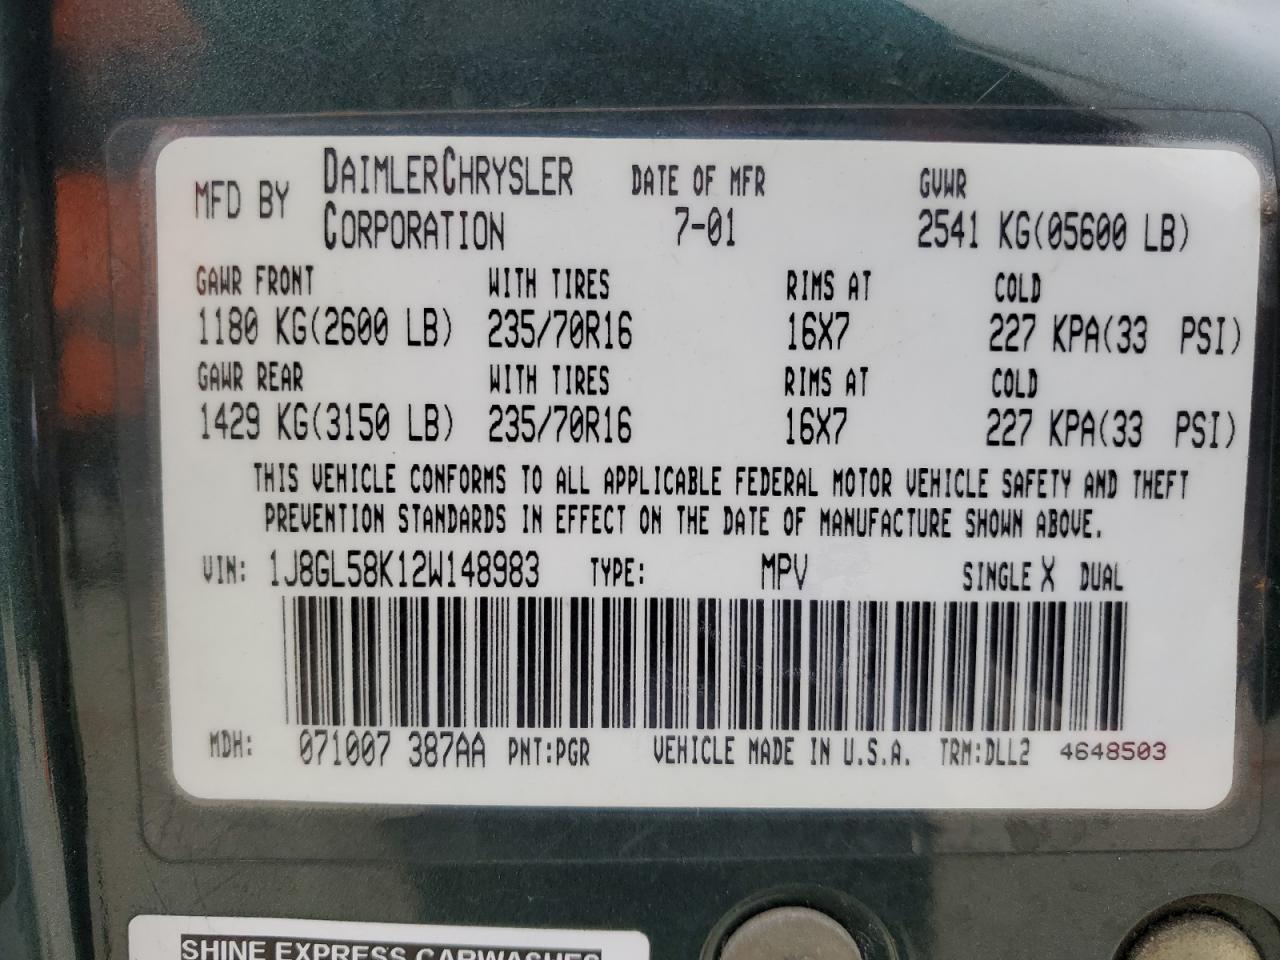 MFD BY DAIMLERCHRYSLER CORPORATION DATE OF MFR 7-01 GVWR 2541 KG(05600 LB)
GAWR FRONT WITH TIRES RIMS AT COLD
1180 KG(2600 LB) 235/70R16 16X7 227 KPA(33 PSI)
GAWR REAR WITH TIRES RIMS AT COLD
1429 KG(3150 LB) 235/70R16 16X7 227 KPA(33 PSI)
THIS VEHICLE CONFORMS TO ALL APPLICABLE FEDERAL MOTOR VEHICLE SAFETY AND THEFT
PREVENTION STANDARDS IN EFFECT ON THE DATE OF MANUFACTURE SHOWN ABOVE.
VIN: 1J8GL58K12W148983 TYPE: MPV SINGLE X DUAL
MDH: 071007 387AA PNT:PGR VEHICLE MADE IN U.S.A. TRM:DLL2 4648503
SHINE EXPRESS CARWASHES